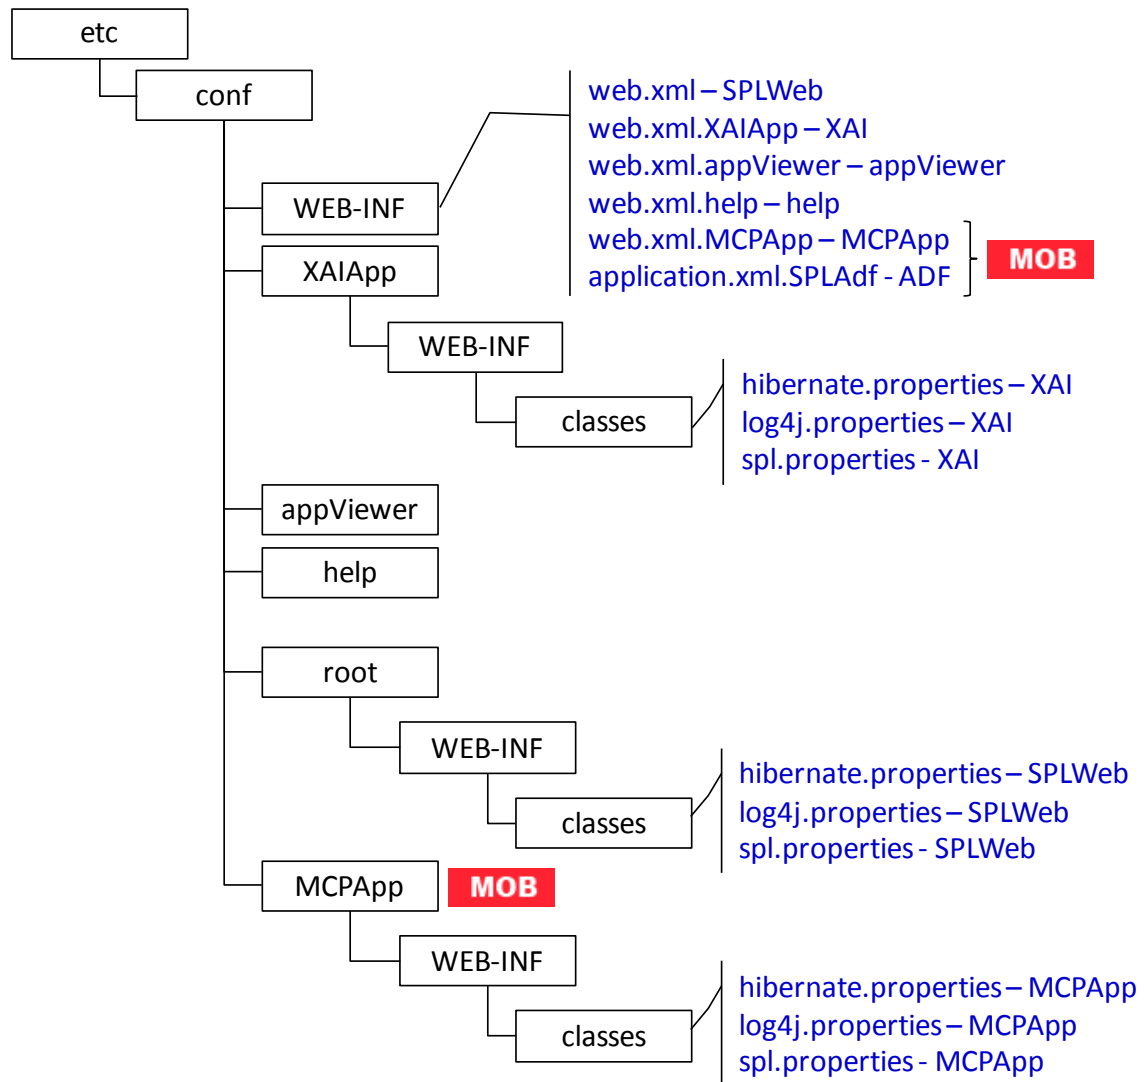 etc
conf
web.xml – SPLWeb
web.xml.XAIApp – XAI
web.xml.appViewer – appViewer
WEB-INF
web.xml.help – help
web.xml.MCPApp – MCPApp
MOB
XAIApp
application.xml.SPLAdf - ADF
WEB-INF
hibernate.properties – XAI
classes
log4j.properties – XAI
spl.properties - XAI
appViewer
help
root
WEB-INF
hibernate.properties – SPLWeb
classes
log4j.properties – SPLWeb
spl.properties - SPLWeb
MCPApp
MOB
WEB-INF
hibernate.properties – MCPApp
classes
log4j.properties – MCPApp
spl.properties - MCPApp